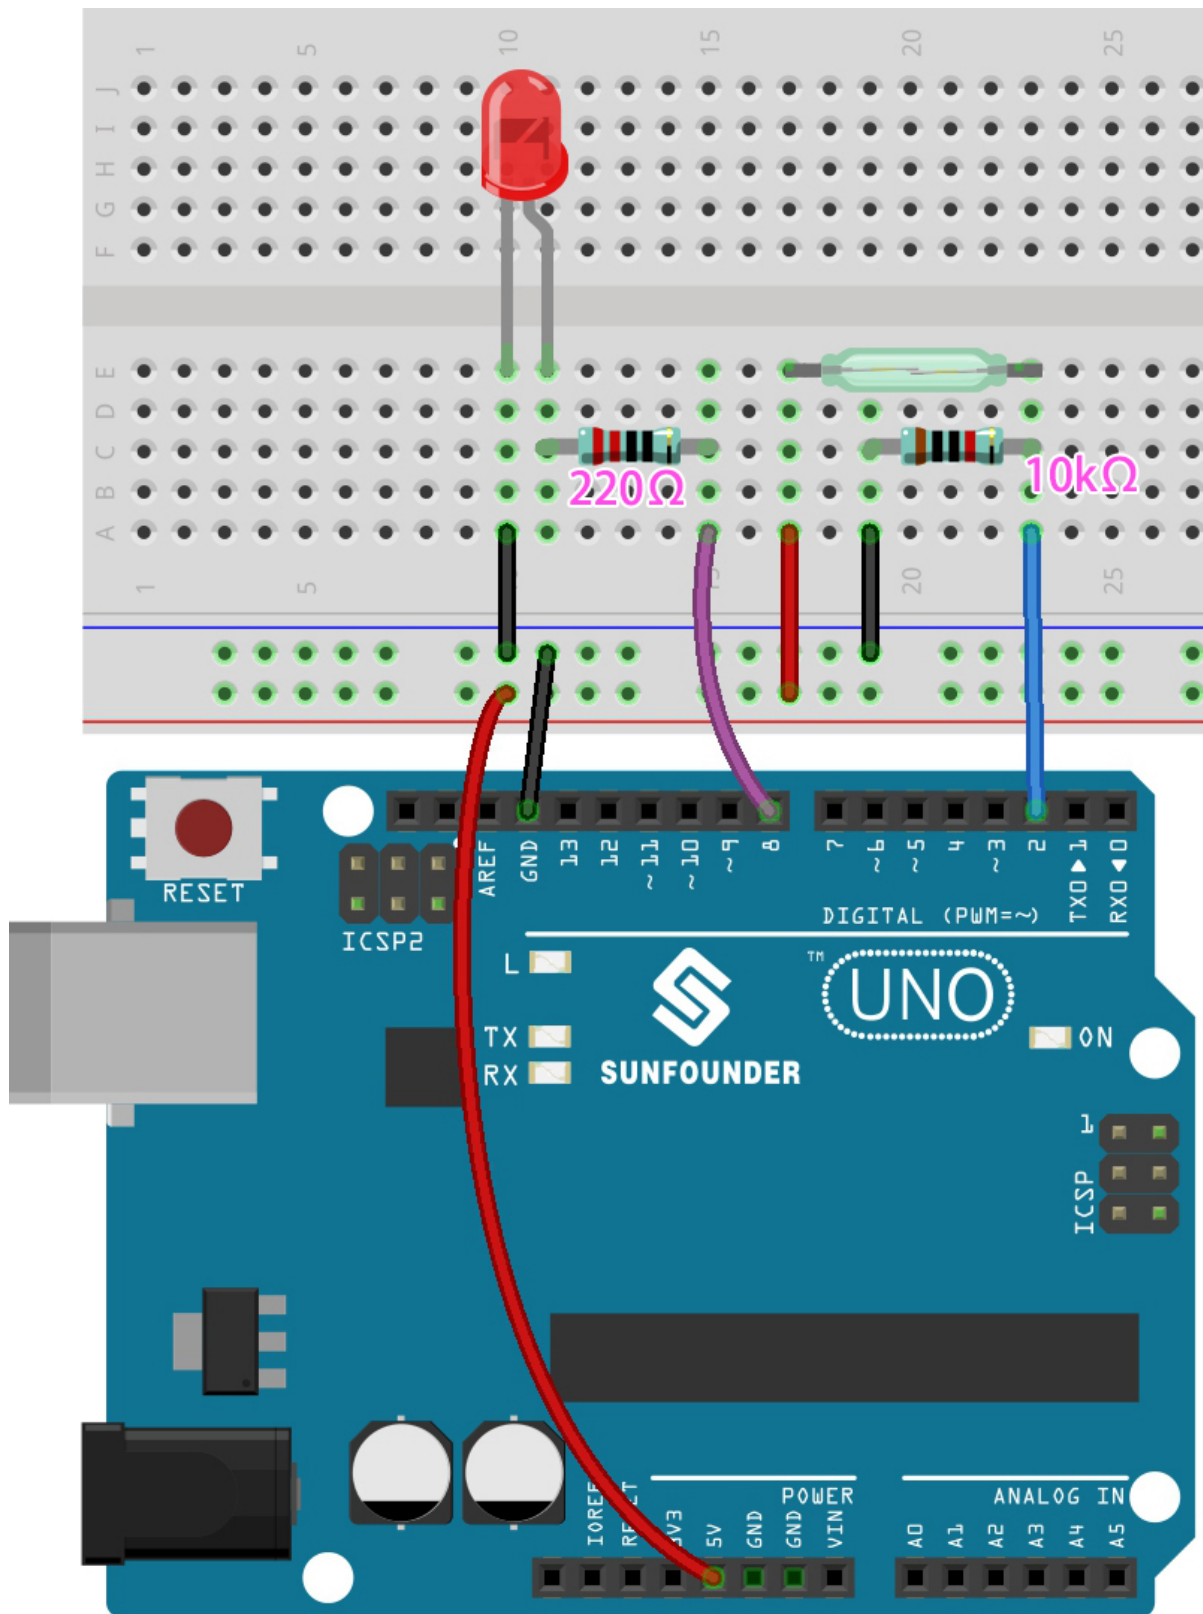 1 5 10 15 20 25
J
I
H
G
F
E
D
C
B
A
220Ω
10kΩ
1 5 15 20 25
RESET
ICSP2
AREF
GND
13
12
~11
~10
~9
8
7
~6
~5
4
~3
2
TX0▶1
RX0◀0
DIGITAL (PWM=~)
L
TX
RX
SUNFOUNDER
™
UNO
ON
1
ICSP
POWER
ANALOG IN
IOREF
RESET
3V3
5V
GND
GND
VIN
A0
A1
A2
A3
A4
A5